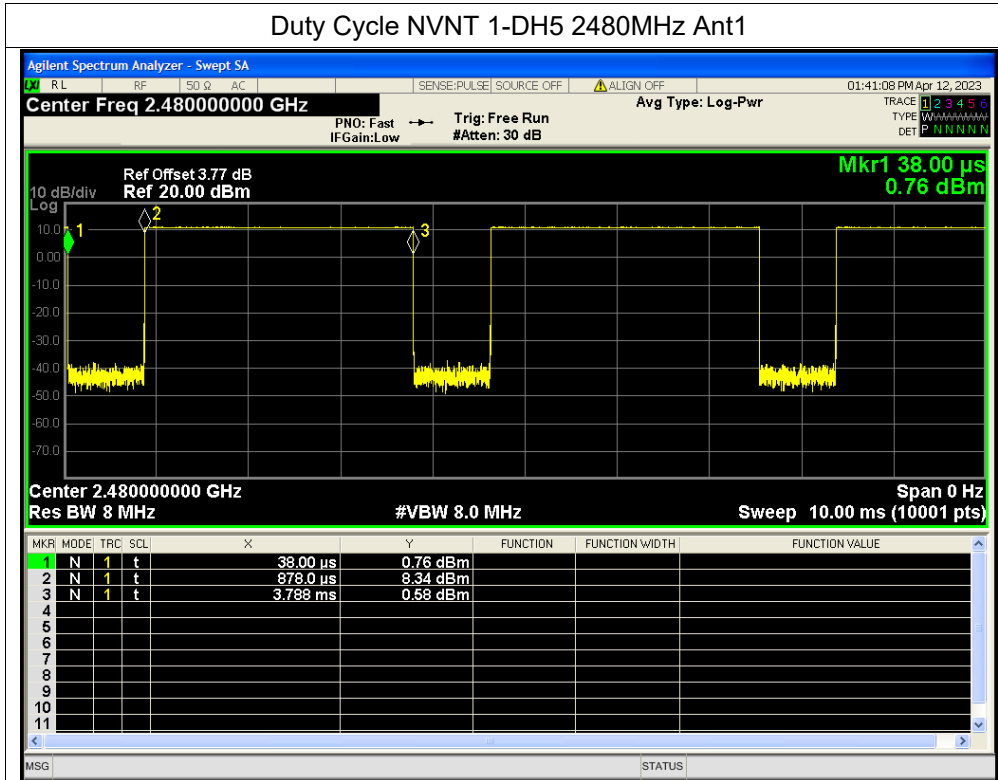 Duty Cycle NVNT 1-DH5 2480MHz Ant1
Agilent Spectrum Analyzer - Swept SA
LXI RL RF 50 Ω AC SENSE:PULSE SOURCE OFF ALIGN OFF 01:41:08 PM Apr 12, 2023
Center Freq 2.480000000 GHz Avg Type: Log-Pwr TRACE 1 2 3 4 5 6
PNO: Fast Trig: Free Run TYPE WWWWWW
IFGain:Low #Atten: 30 dB DET P N N N N N
Mkr1 38.00 µs
Ref Offset 3.77 dB
10 dB/div Ref 20.00 dBm 0.76 dBm
Log
2
10.0 1 3
0.00
-10.0
-20.0
-30.0
-40.0
-50.0
-60.0
-70.0
Center 2.480000000 GHz Span 0 Hz
Res BW 8 MHz #VBW 8.0 MHz Sweep 10.00 ms (10001 pts)
MKR MODE TRC SCL X Y FUNCTION FUNCTION WIDTH FUNCTION VALUE
1 N 1 t 38.00 µs 0.76 dBm
2 N 1 t 878.0 µs 8.34 dBm
3 N 1 t 3.788 ms 0.58 dBm
4
5
6
7
8
9
10
11
MSG STATUS